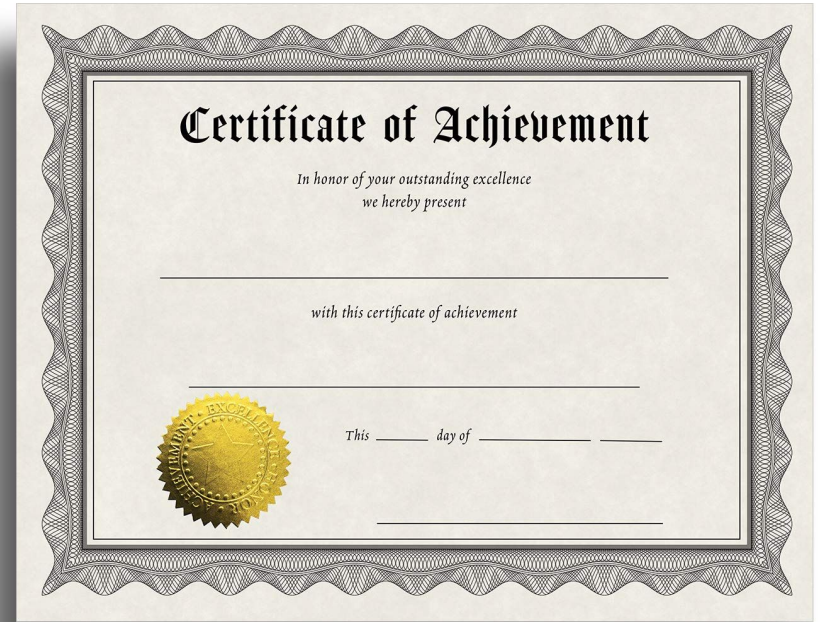 Certificate of Achievement
In honor of your outstanding excellence
we hereby present
with this certificate of achievement
This day of
EXCELLENCE · HONOR · ACHIEVEMENT ·